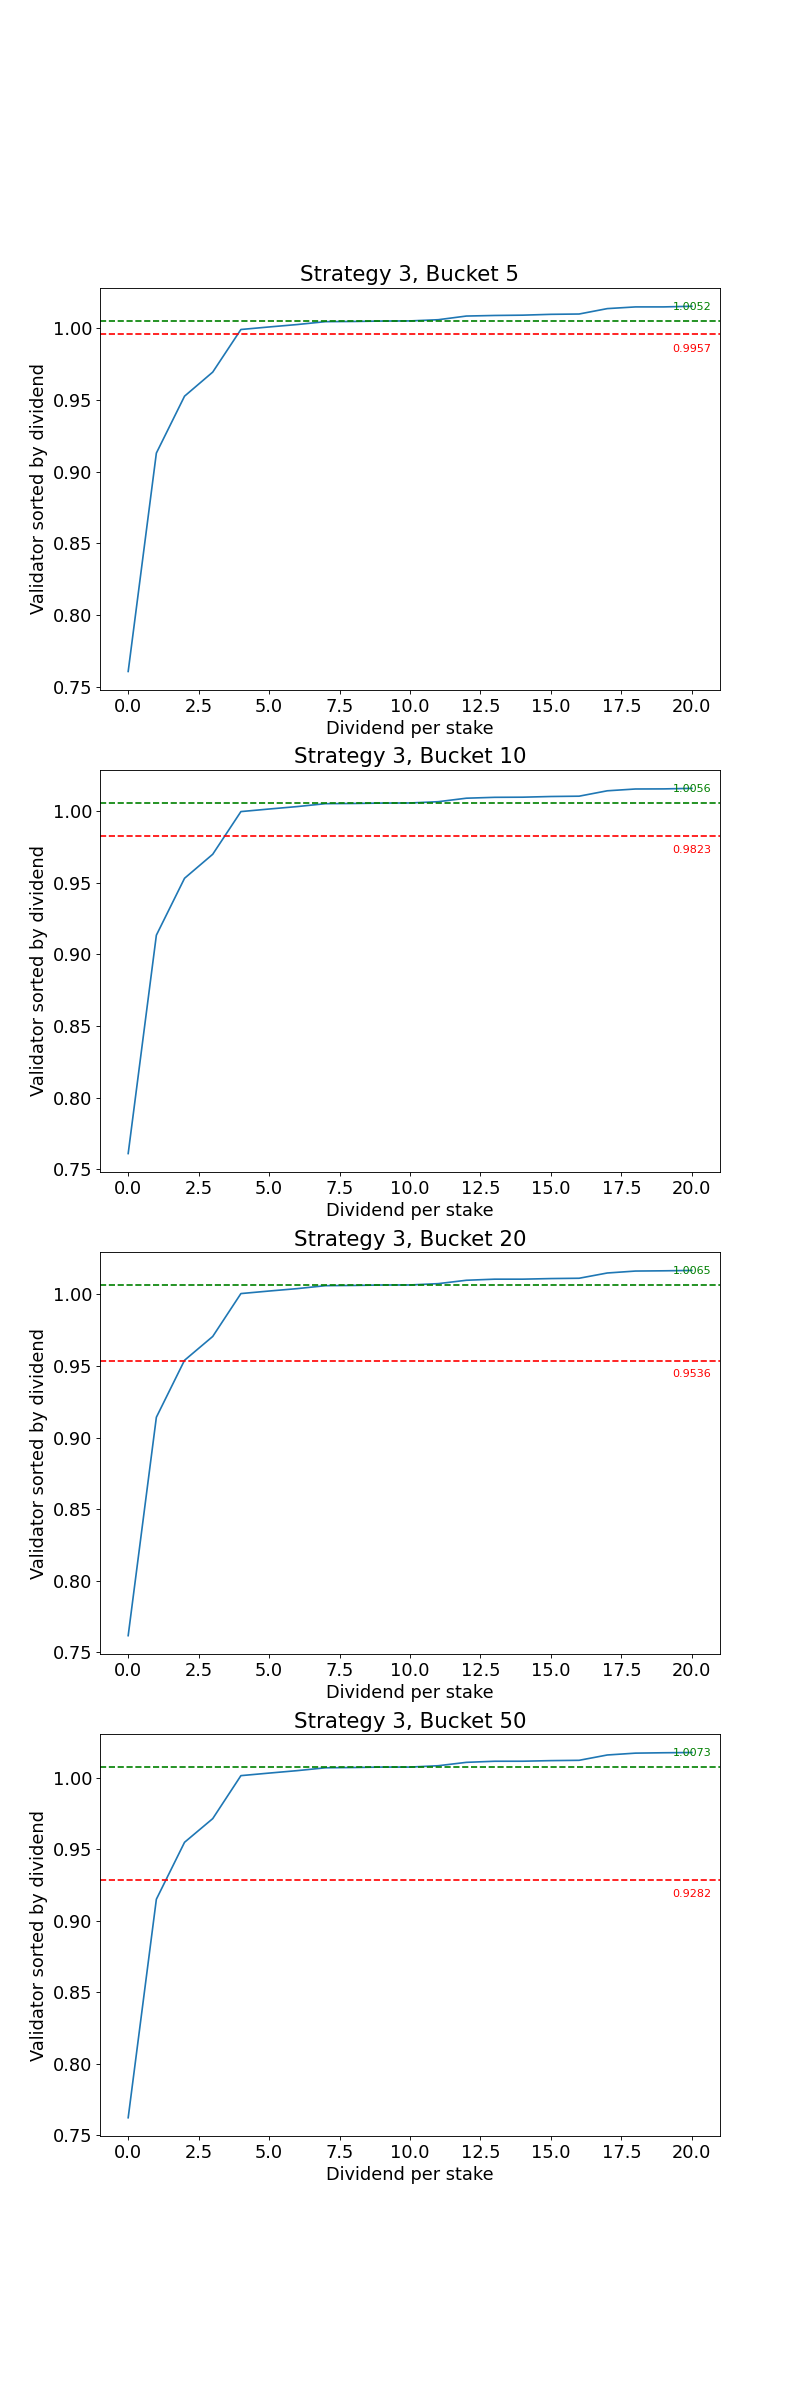 Strategy 3, Bucket 5
1.0052
0.9957
1.00
0.95
0.90
0.85
0.80
0.75
Validator sorted by dividend
0.0 2.5 5.0 7.5 10.0 12.5 15.0 17.5 20.0
Dividend per stake
Strategy 3, Bucket 10
1.0056
0.9823
1.00
0.95
0.90
0.85
0.80
0.75
Validator sorted by dividend
0.0 2.5 5.0 7.5 10.0 12.5 15.0 17.5 20.0
Dividend per stake
Strategy 3, Bucket 20
1.0065
0.9536
1.00
0.95
0.90
0.85
0.80
0.75
Validator sorted by dividend
0.0 2.5 5.0 7.5 10.0 12.5 15.0 17.5 20.0
Dividend per stake
Strategy 3, Bucket 50
1.0073
0.9282
1.00
0.95
0.90
0.85
0.80
0.75
Validator sorted by dividend
0.0 2.5 5.0 7.5 10.0 12.5 15.0 17.5 20.0
Dividend per stake